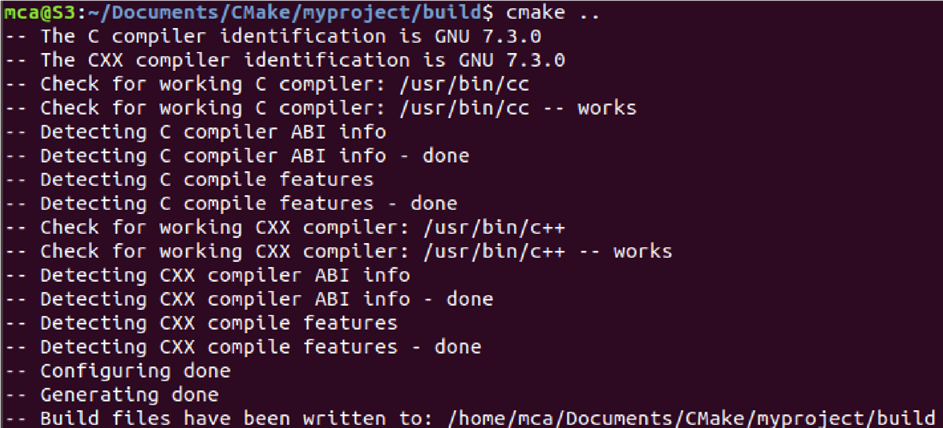 mca@S3:~/Documents/CMake/myproject/build$ cmake ..
-- The C compiler identification is GNU 7.3.0
-- The CXX compiler identification is GNU 7.3.0
-- Check for working C compiler: /usr/bin/cc
-- Check for working C compiler: /usr/bin/cc -- works
-- Detecting C compiler ABI info
-- Detecting C compiler ABI info - done
-- Detecting C compile features
-- Detecting C compile features - done
-- Check for working CXX compiler: /usr/bin/c++
-- Check for working CXX compiler: /usr/bin/c++ -- works
-- Detecting CXX compiler ABI info
-- Detecting CXX compiler ABI info - done
-- Detecting CXX compile features
-- Detecting CXX compile features - done
-- Configuring done
-- Generating done
-- Build files have been written to: /home/mca/Documents/CMake/myproject/build